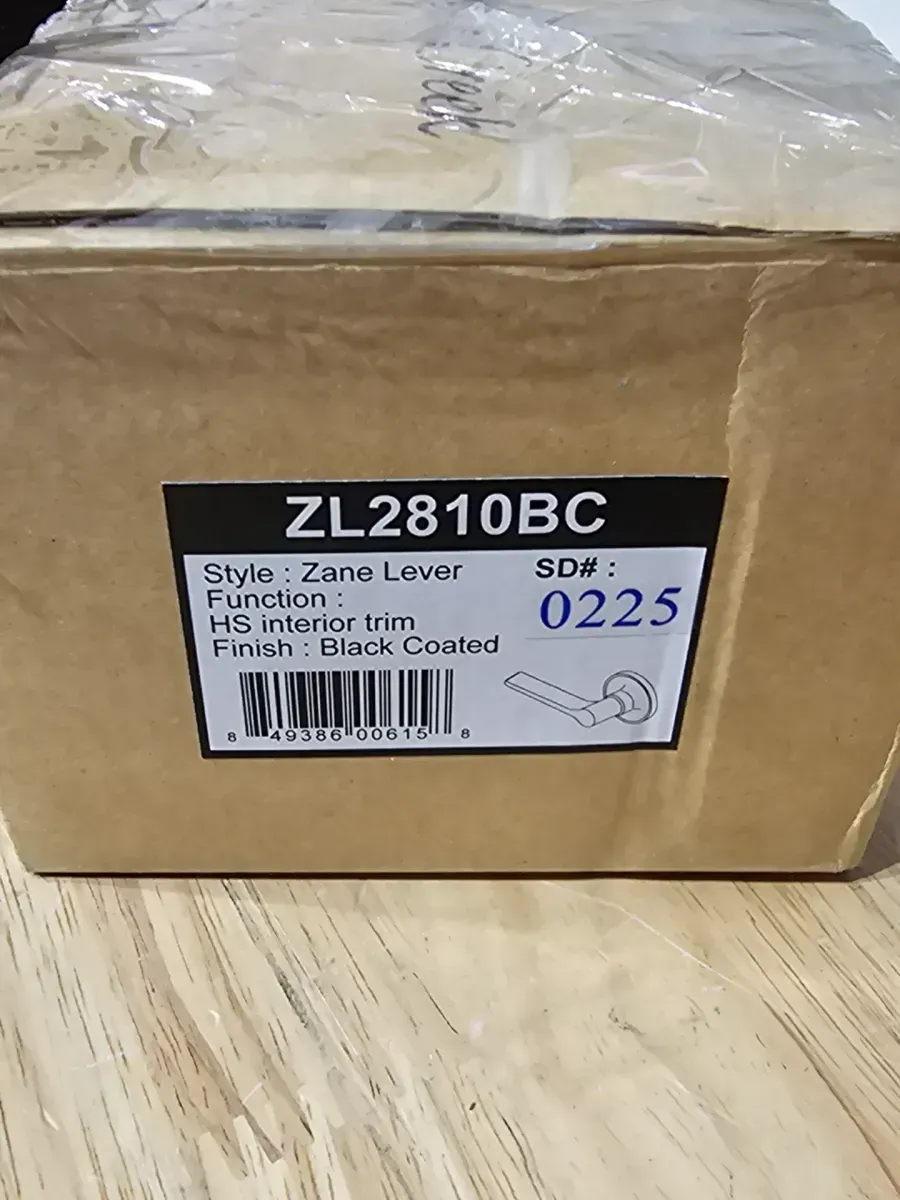 ZL2810BC
Style : Zane Lever
SD# :
Function :
0225
HS interior trim
Finish : Black Coated
8 49386 00615 8